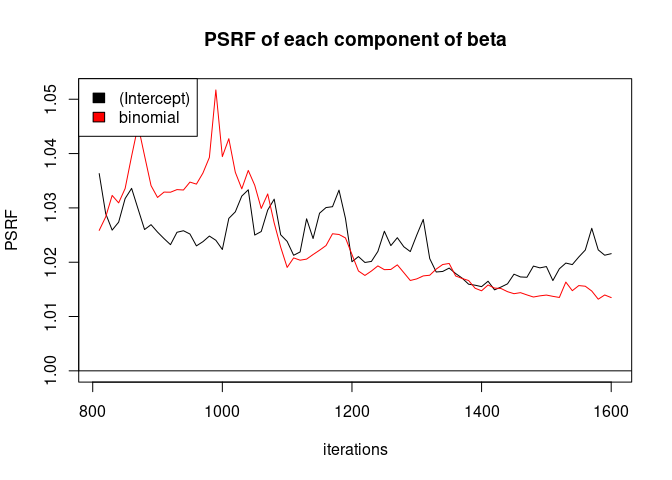 PSRF of each component of beta
(Intercept)
binomial
PSRF
1.05
1.04
1.03
1.02
1.01
1.00
800 1000 1200 1400 1600
iterations